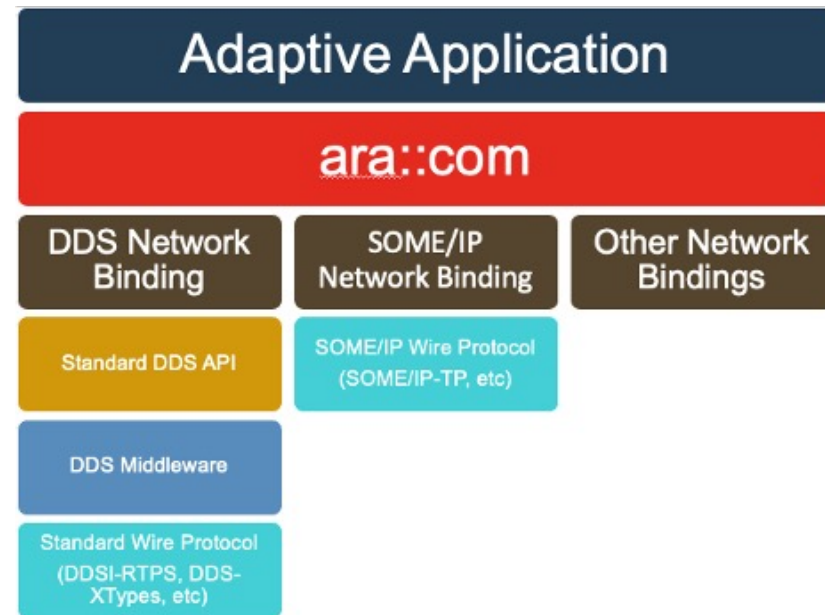 Adaptive Application
ara::com
DDS Network
Binding
SOME/IP
Network Binding
Other Network
Bindings
Standard DDS API
SOME/IP Wire Protocol
(SOME/IP-TP, etc)
DDS Middleware
Standard Wire Protocol
(DDSI-RTPS, DDS-
XTypes, etc)